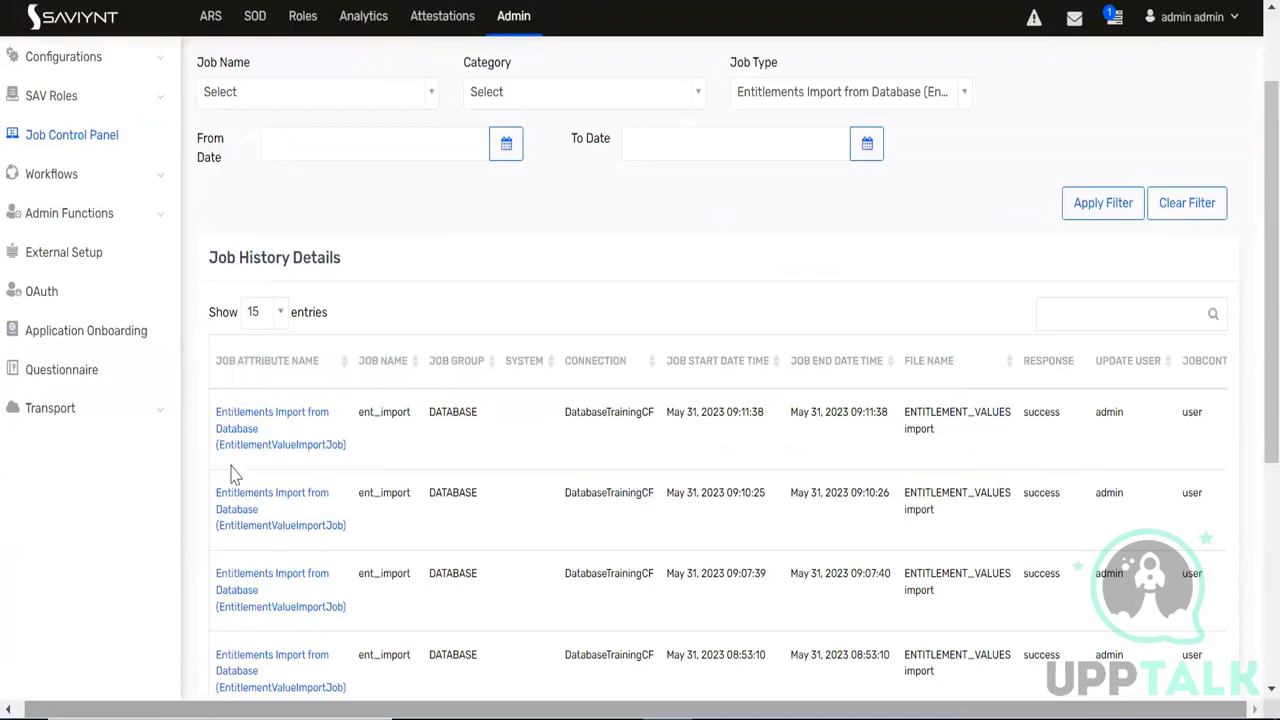 SAVIYNT ARS SOD Roles Analytics Attestations Admin 1 admin admin
Configurations
SAV Roles
Job Control Panel
Workflows
Admin Functions
External Setup
OAuth
Application Onboarding
Questionnaire
Transport
Job Name Category Job Type
Select Select Entitlements Import from Database (En...
From To Date
Date
Apply Filter Clear Filter
Job History Details
Show 15 entries
JOB ATTRIBUTE NAME JOB NAME JOB GROUP SYSTEM CONNECTION JOB START DATE TIME JOB END DATE TIME FILE NAME RESPONSE UPDATE USER JOBCONT
Entitlements Import from ent_import DATABASE DatabaseTrainingCF May 31, 2023 09:11:38 May 31, 2023 09:11:38 ENTITLEMENT_VALUES success admin user
Database import
(EntitlementValueImportJob)
Entitlements Import from ent_import DATABASE DatabaseTrainingCF May 31, 2023 09:10:25 May 31, 2023 09:10:26 ENTITLEMENT_VALUES success admin user
Database import
(EntitlementValueImportJob)
Entitlements Import from ent_import DATABASE DatabaseTrainingCF May 31, 2023 09:07:39 May 31, 2023 09:07:40 ENTITLEMENT_VALUES success admin user
Database import
(EntitlementValueImportJob)
Entitlements Import from ent_import DATABASE DatabaseTrainingCF May 31, 2023 08:53:10 May 31, 2023 08:53:10 ENTITLEMENT_VALUES success admin user
Database import
(EntitlementValueImportJob)
UPPTALK